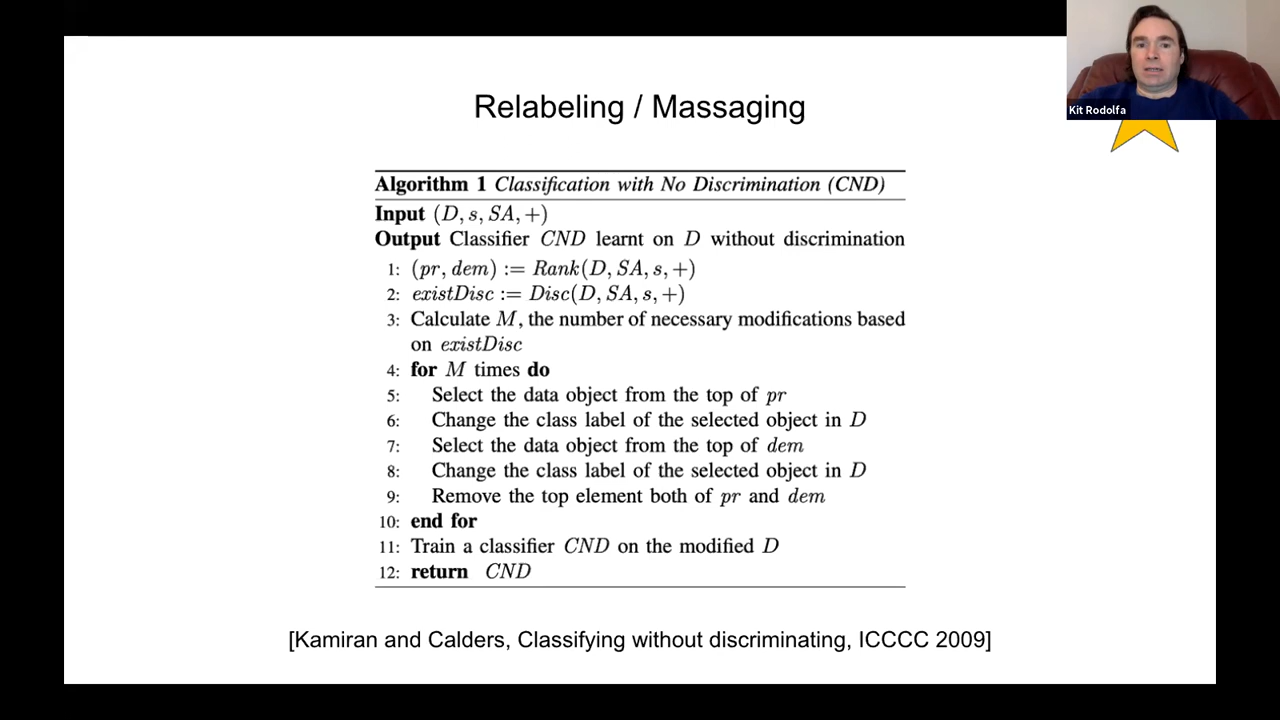 Kit Rodolfa
Relabeling / Massaging
Algorithm 1 Classification with No Discrimination (CND)
Input (D, s, SA, +)
Output Classifier CND learnt on D without discrimination
1: (pr, dem) := Rank(D, SA, s, +)
2: existDisc := Disc(D, SA, s, +)
3: Calculate M, the number of necessary modifications based
on existDisc
4: for M times do
5: Select the data object from the top of pr
6: Change the class label of the selected object in D
7: Select the data object from the top of dem
8: Change the class label of the selected object in D
9: Remove the top element both of pr and dem
10: end for
11: Train a classifier CND on the modified D
12: return CND
[Kamiran and Calders, Classifying without discriminating, ICCCC 2009]